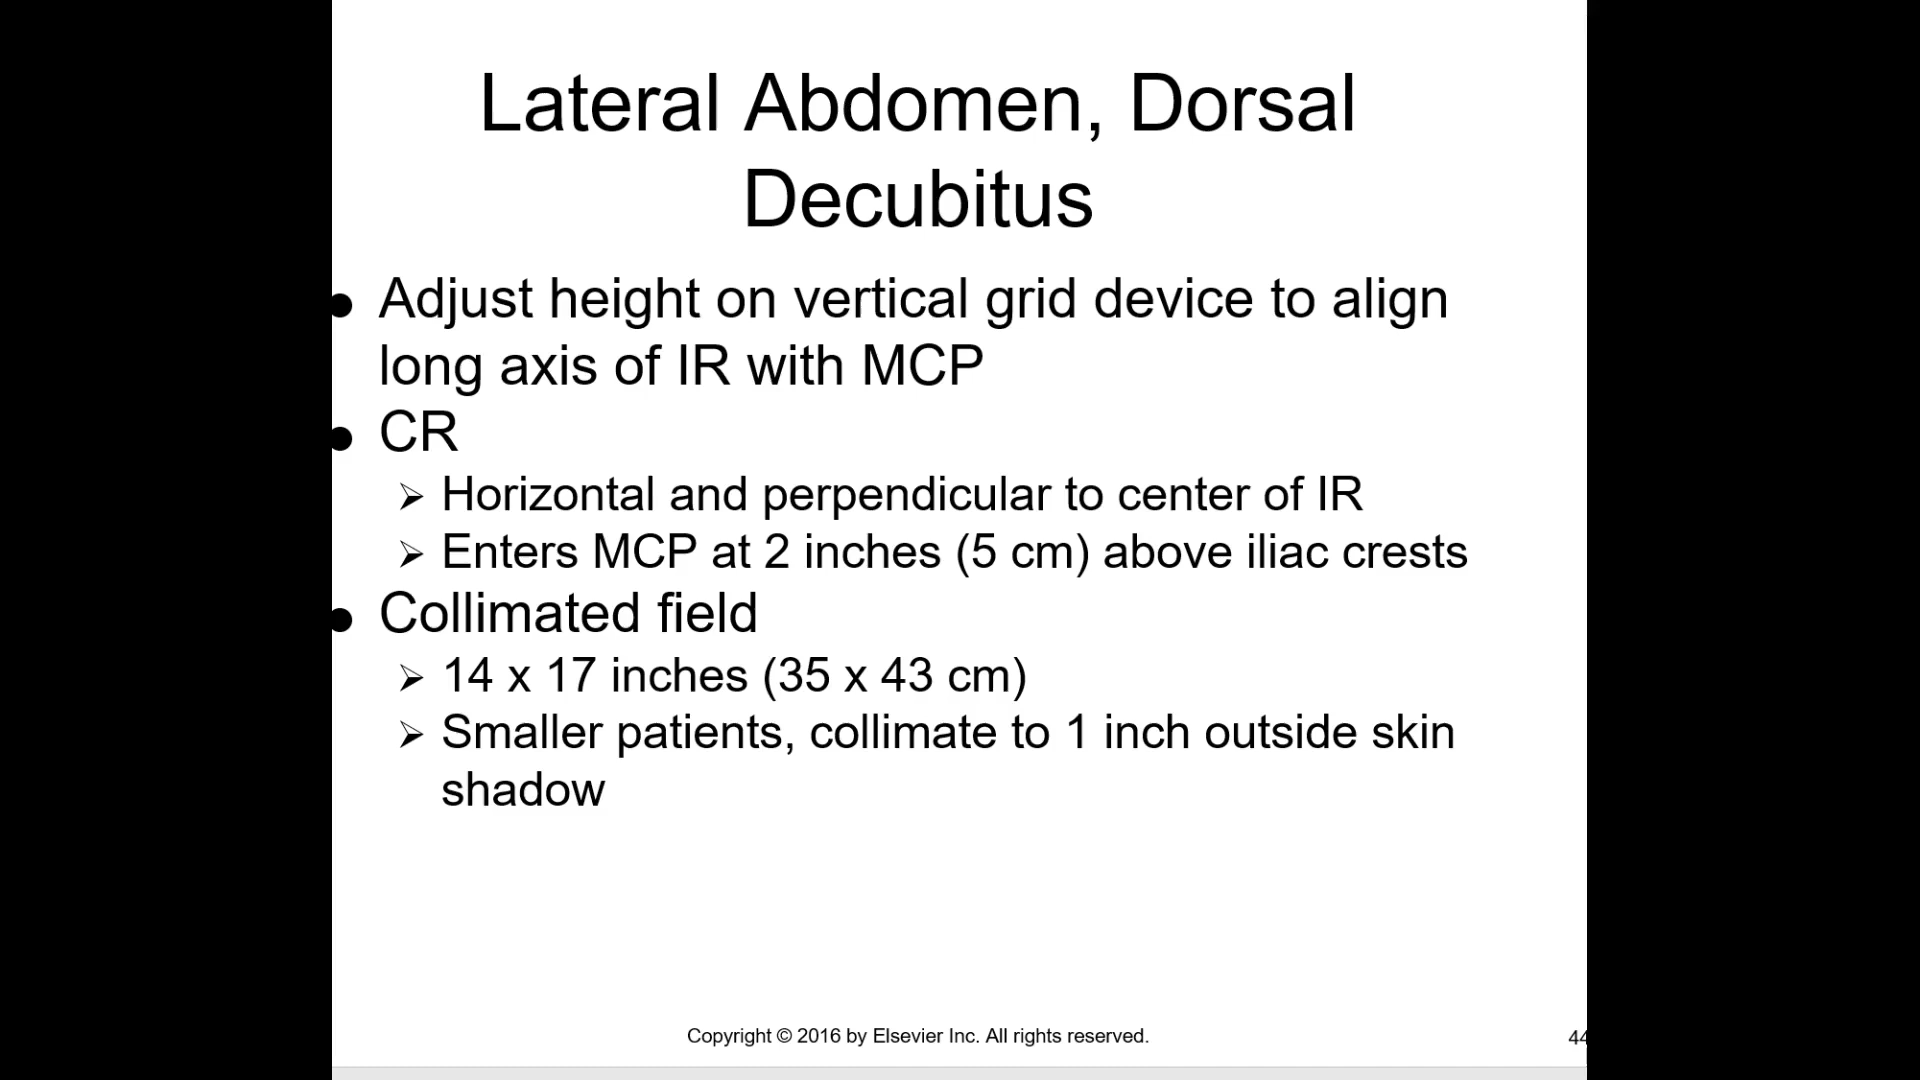 Lateral Abdomen, Dorsal
Decubitus
• Adjust height on vertical grid device to align
long axis of IR with MCP
• CR
➢ Horizontal and perpendicular to center of IR
➢ Enters MCP at 2 inches (5 cm) above iliac crests
• Collimated field
➢ 14 x 17 inches (35 x 43 cm)
➢ Smaller patients, collimate to 1 inch outside skin
shadow
Copyright © 2016 by Elsevier Inc. All rights reserved.
44